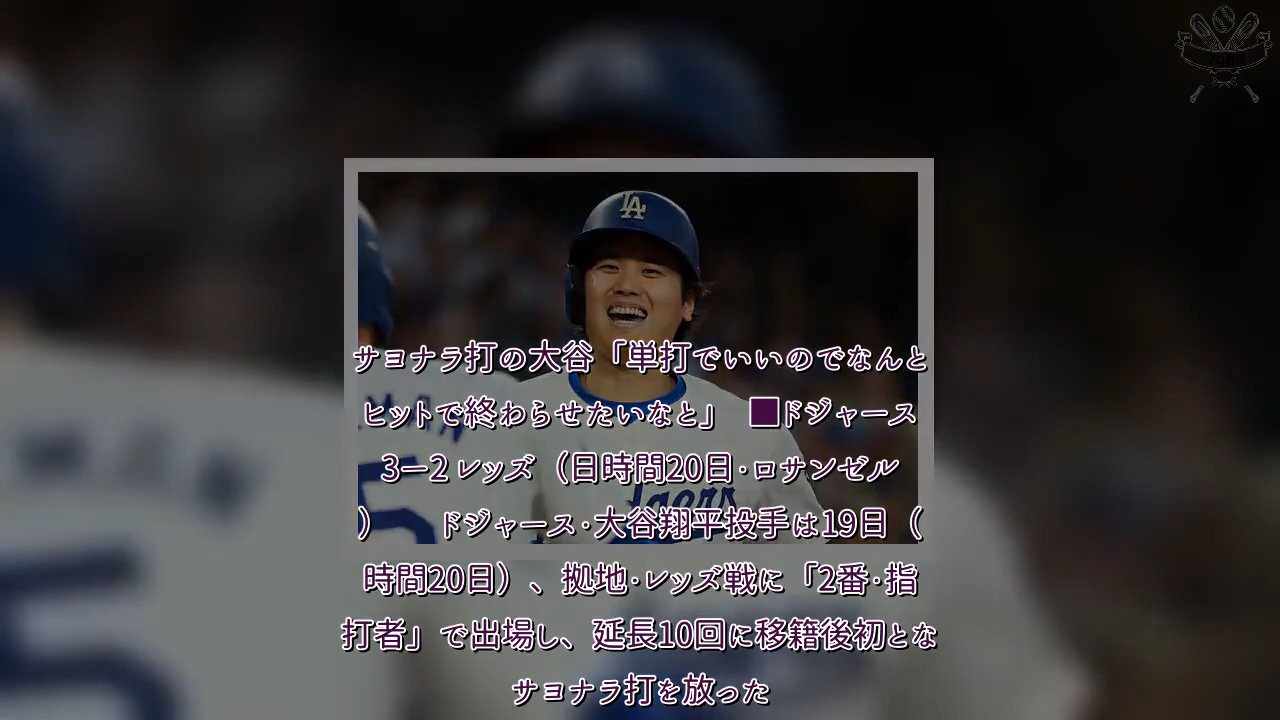 サヨナラ打の大谷「単打でいいのでなんと
ヒットで終わらせたいなと」 ■ドジャース
3ー2レッズ（日時間20日・ロサンゼル
） ドジャース・大谷翔平投手は19日（
時間20日）、拠地・レッズ戦に「2番・指
打者」で出場し、延長10回に移籍後初とな
サヨナラ打を放った
LA
5